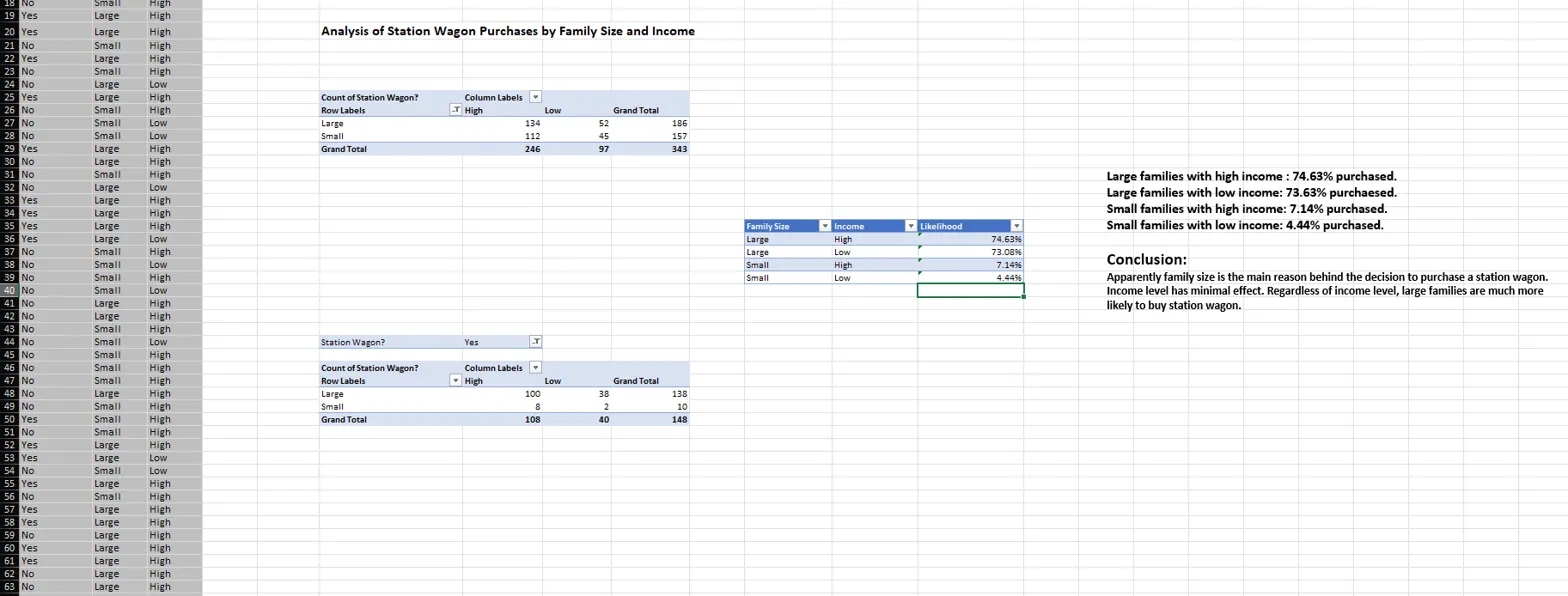 18 No Small High
19 Yes Large High
20 Yes Large High
21 No Small High
22 Yes Large High
23 No Small High
24 No Large Low
25 Yes Large High
26 No Small High
27 No Small Low
28 No Small Low
29 Yes Large High
30 No Large High
31 No Small High
32 No Large Low
33 Yes Large High
34 Yes Large High
35 Yes Large High
36 Yes Large Low
37 No Small High
38 No Small Low
39 No Small High
40 No Small Low
41 No Large High
42 No Large High
43 No Small High
44 No Small Low
45 No Small High
46 No Small High
47 No Small High
48 No Large High
49 No Small High
50 Yes Small High
51 No Small High
52 Yes Large High
53 Yes Large Low
54 No Small Low
55 Yes Large High
56 No Small High
57 Yes Large High
58 Yes Large High
59 No Large High
60 Yes Large High
61 Yes Large High
62 No Large High
63 No Large High
Analysis of Station Wagon Purchases by Family Size and Income
Count of Station Wagon? Column Labels
Row Labels High Low Grand Total
Large 134 52 186
Small 112 45 157
Grand Total 246 97 343
Station Wagon? Yes
Count of Station Wagon? Column Labels
Row Labels High Low Grand Total
Large 100 38 138
Small 8 2 10
Grand Total 108 40 148
Family Size Income Likelihood
Large High 74.63%
Large Low 73.08%
Small High 7.14%
Small Low 4.44%
Large families with high income : 74.63% purchased.
Large families with low income: 73.63% purchaesed.
Small families with high income: 7.14% purchased.
Small families with low income: 4.44% purchased.
Conclusion:
Apparently family size is the main reason behind the decision to purchase a station wagon.
Income level has minimal effect. Regardless of income level, large families are much more
likely to buy station wagon.